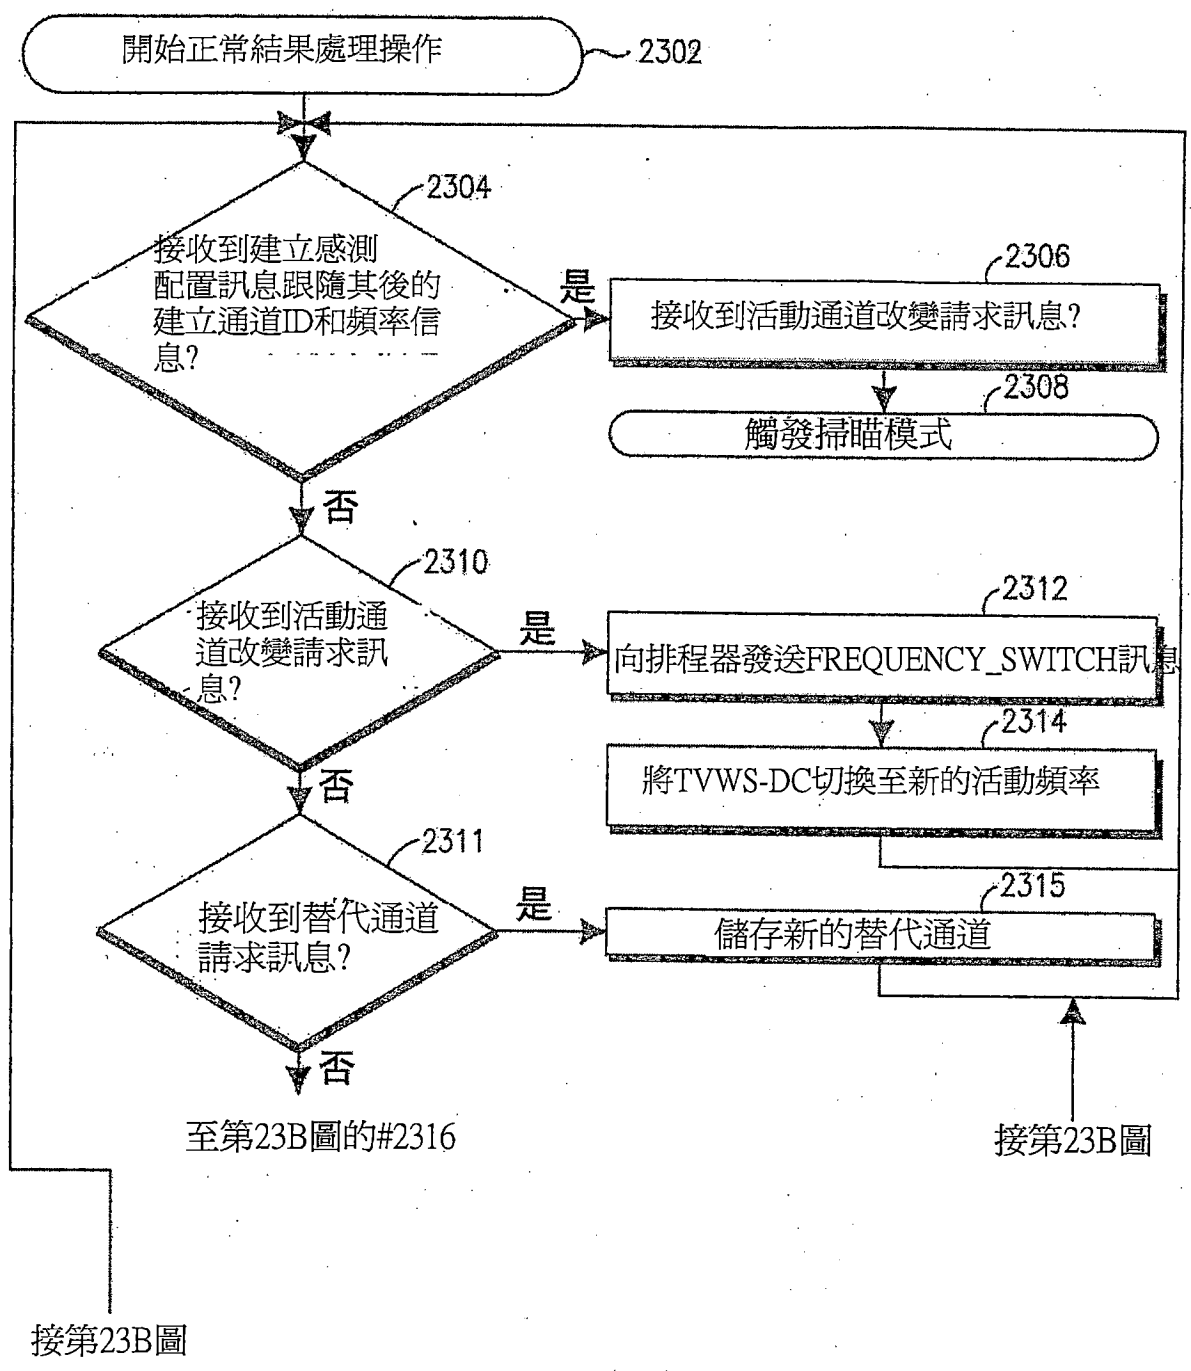 開始正常結果處理操作
2302
2304
接收到建立感測
配置訊息跟隨其後的
建立通道ID和頻率信
息?
是
2306
接收到活動通道改變請求訊息?
2308
觸發掃瞄模式
否
2310
接收到活動通
道改變請求訊
息?
是
2312
向排程器發送FREQUENCY_SWITCH訊息
2314
將TVWS-DC切換至新的活動頻率
否
2311
接收到替代通道
請求訊息?
是
2315
儲存新的替代通道
否
至第23B圖的#2316
接第23B圖
接第23B圖